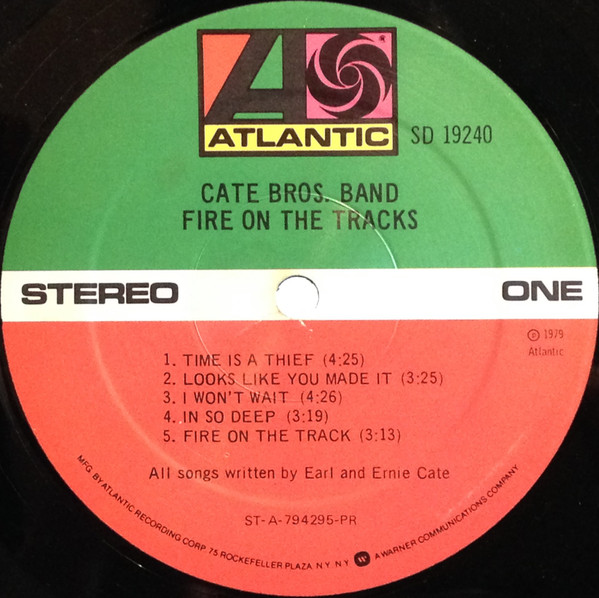 ATLANTIC
SD 19240
CATE BROS. BAND
FIRE ON THE TRACKS
STEREO
ONE
℗ 1979
Atlantic
1. TIME IS A THIEF (4:25)
2. LOOKS LIKE YOU MADE IT (3:25)
3. I WON'T WAIT (4:26)
4. IN SO DEEP (3:19)
5. FIRE ON THE TRACK (3:13)
All songs written by Earl and Ernie Cate
ST-A-794295-PR
MFG. BY ATLANTIC RECORDING CORP. 75 ROCKEFELLER PLAZA N.Y. N.Y. W A WARNER COMMUNICATIONS COMPANY